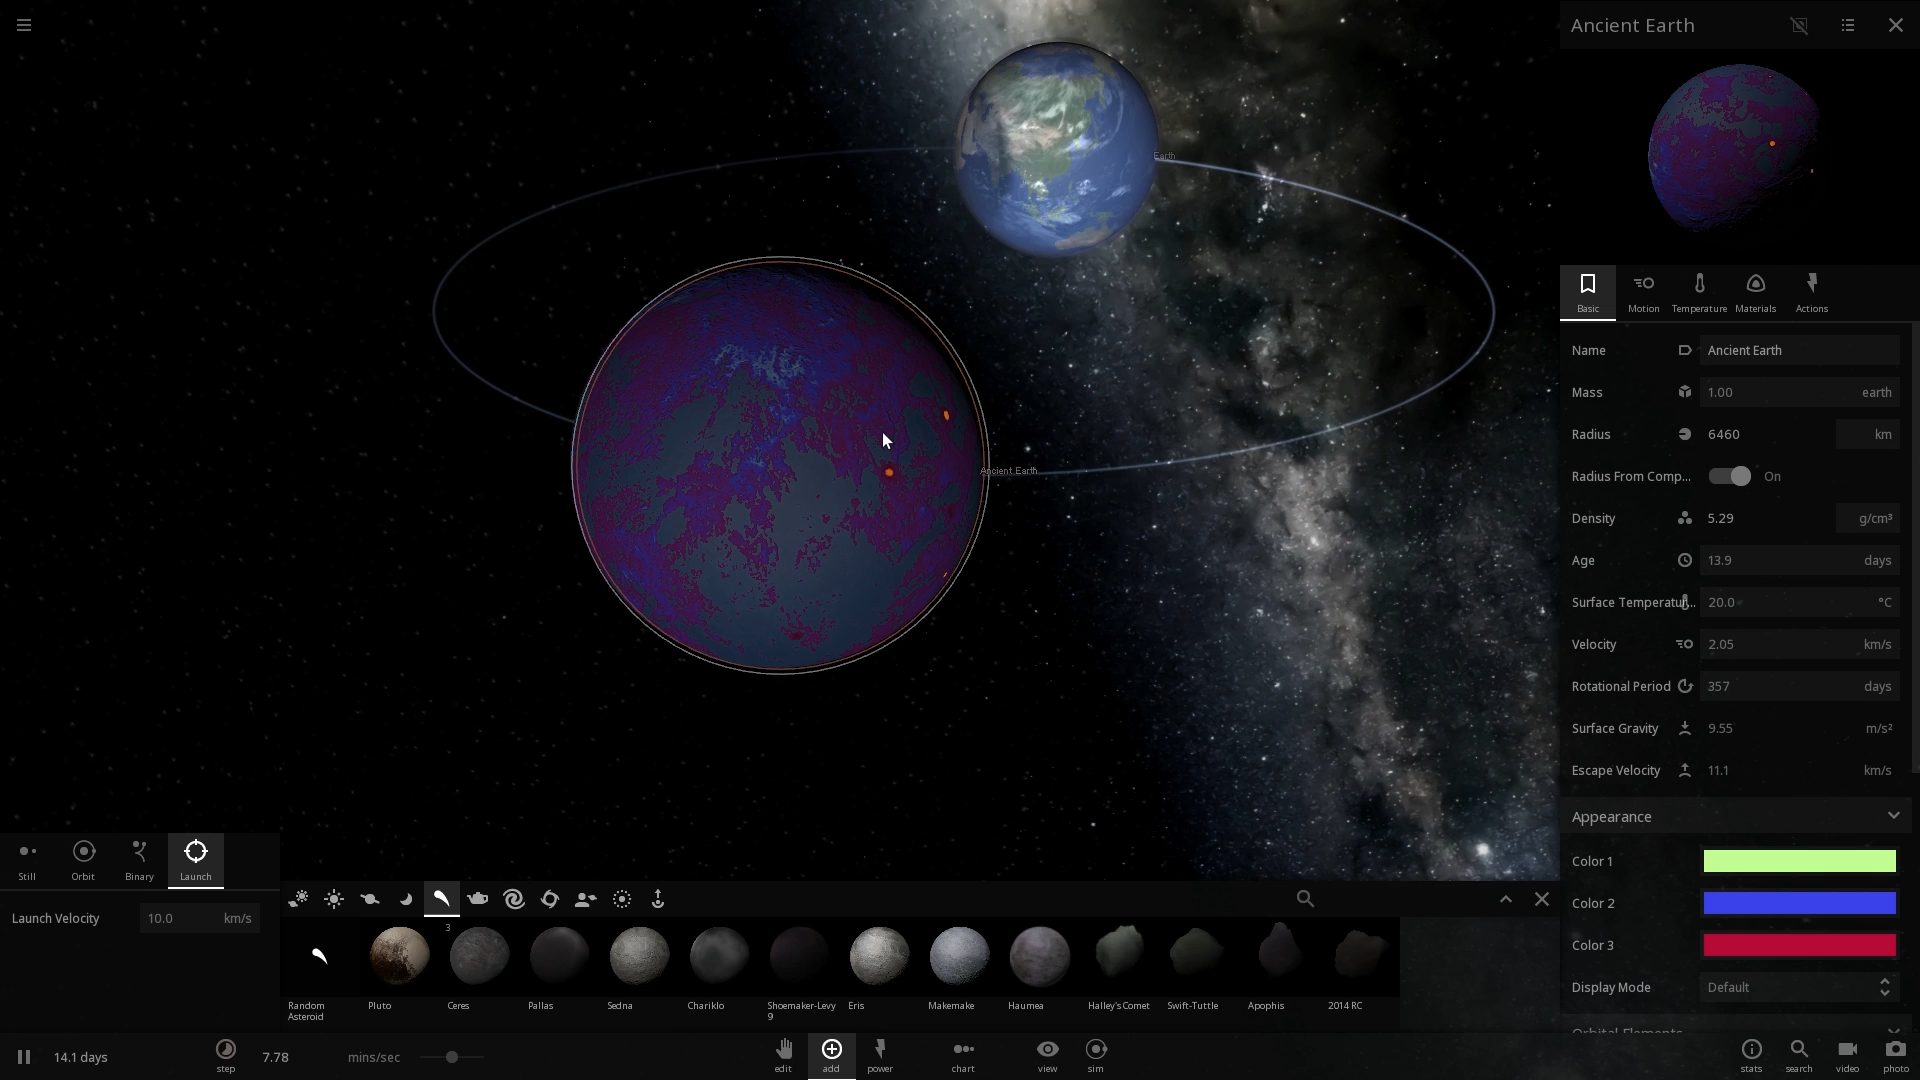 Ancient Earth
Earth
Ancient Earth
Basic
Motion
Temperature
Materials
Actions
Name
Ancient Earth
Mass
1.00
earth
Radius
6460
km
Radius From Comp...
On
Density
5.29
g/cm³
Age
13.9
days
Surface Temperatur...
20.0
°C
Velocity
2.05
km/s
Rotational Period
357
days
Surface Gravity
9.55
m/s²
Escape Velocity
11.1
km/s
Appearance
Color 1
Color 2
Color 3
Display Mode
Default
Orbital Elements
Still
Orbit
Binary
Launch
Launch Velocity
10.0
km/s
3
Random
Asteroid
Pluto
Ceres
Pallas
Sedna
Chariklo
Shoemaker-Levy
9
Eris
Makemake
Haumea
Halley's Comet
Swift-Tuttle
Apophis
2014 RC
14.1 days
step
7.78
mins/sec
edit
add
power
chart
view
sim
stats
search
video
photo